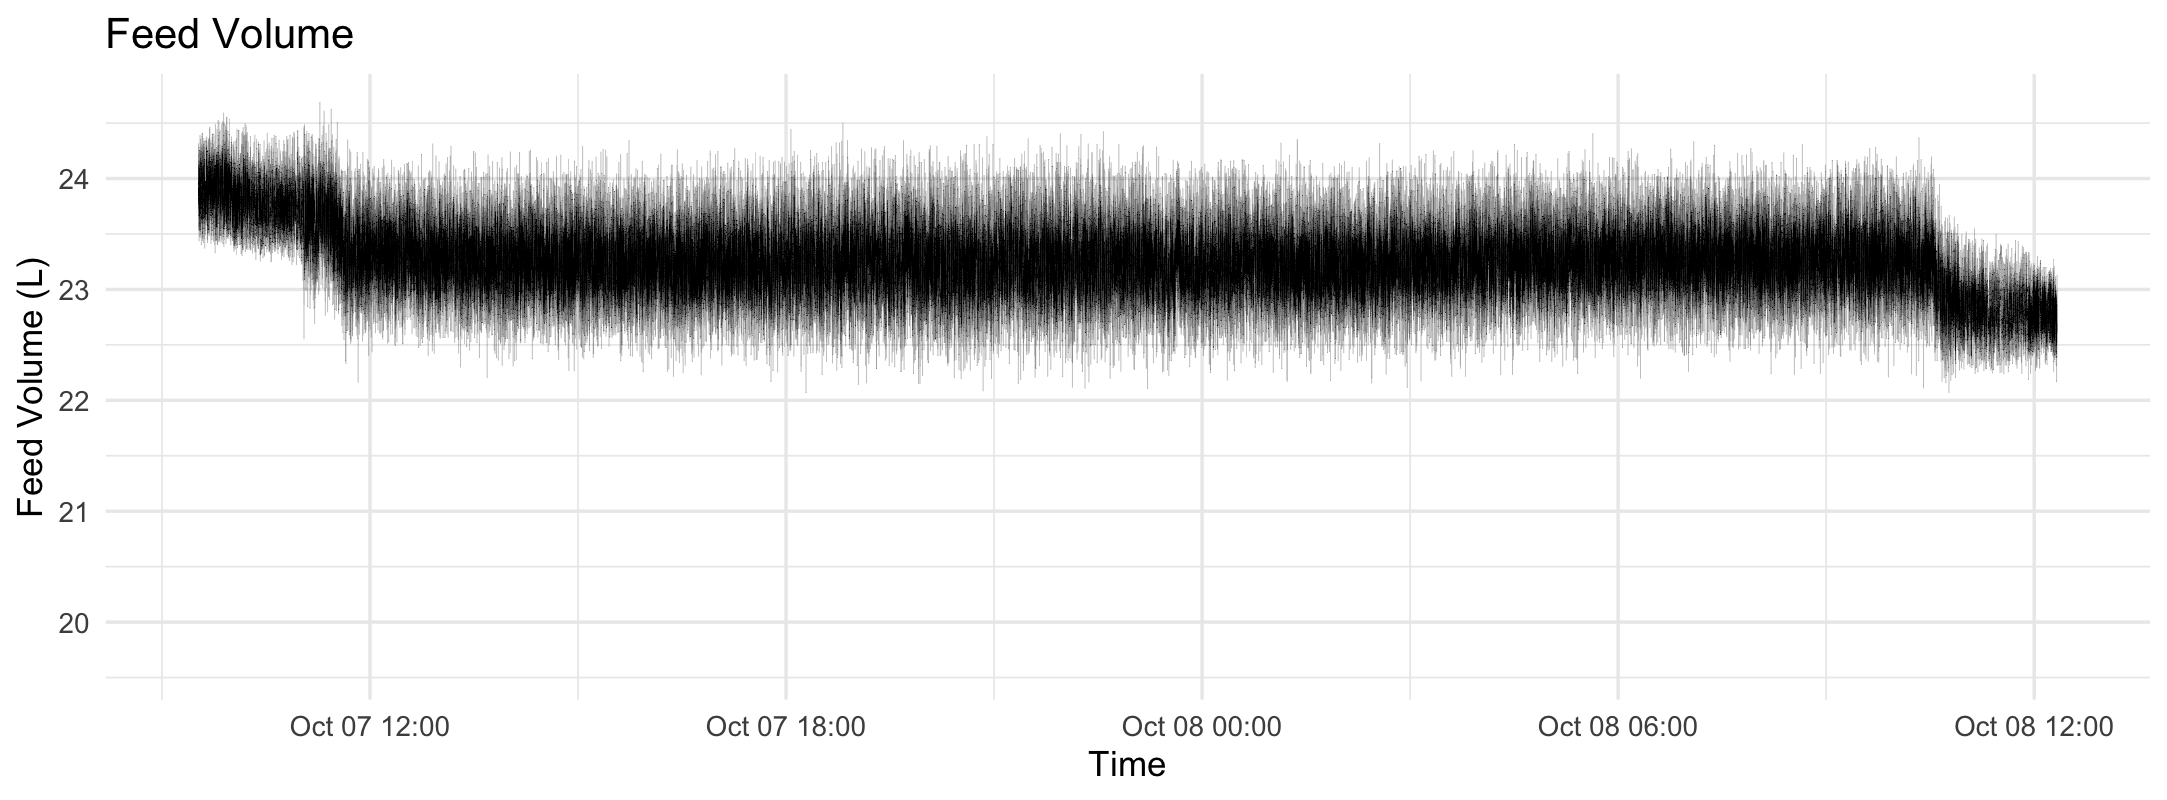 Feed Volume
Feed Volume (L)
24
23
22
21
20
Oct 07 12:00
Oct 07 18:00
Oct 08 00:00
Oct 08 06:00
Oct 08 12:00
Time